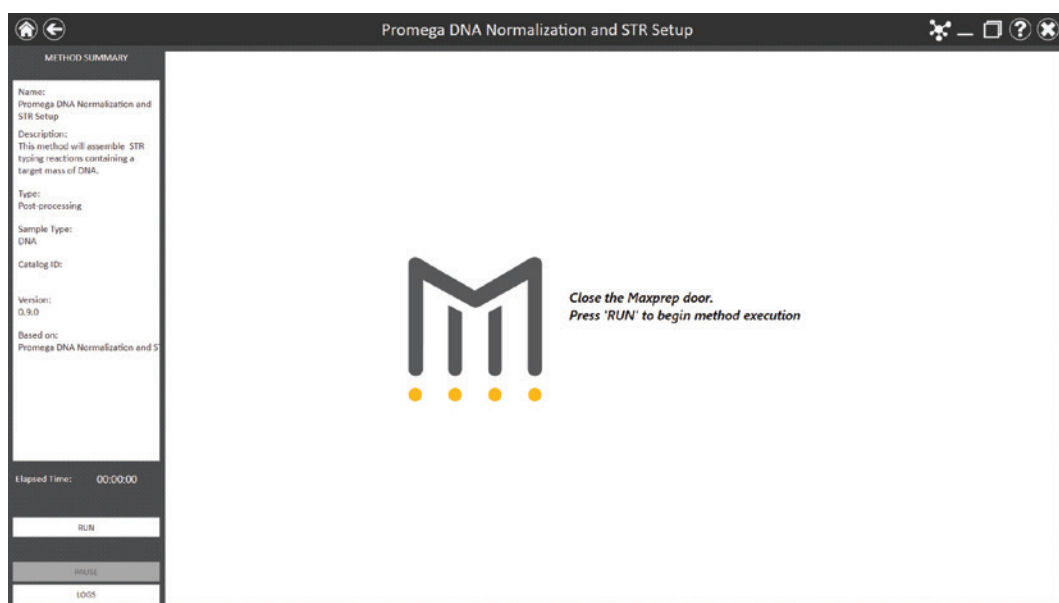 Promega DNA Normalization and STR Setup
METHOD SUMMARY
Name:
Promega DNA Normalization and
STR Setup
Description:
This method will assemble STR
typing reactions containing a
target mass of DNA.
Type:
Post-processing
Sample Type:
DNA
Catalog ID:
Version:
0.9.0
Based on:
Promega DNA Normalization and S
Close the Maxprep door.
Press 'RUN' to begin method execution
Elapsed Time: 00:00:00
RUN
PAUSE
LOGS